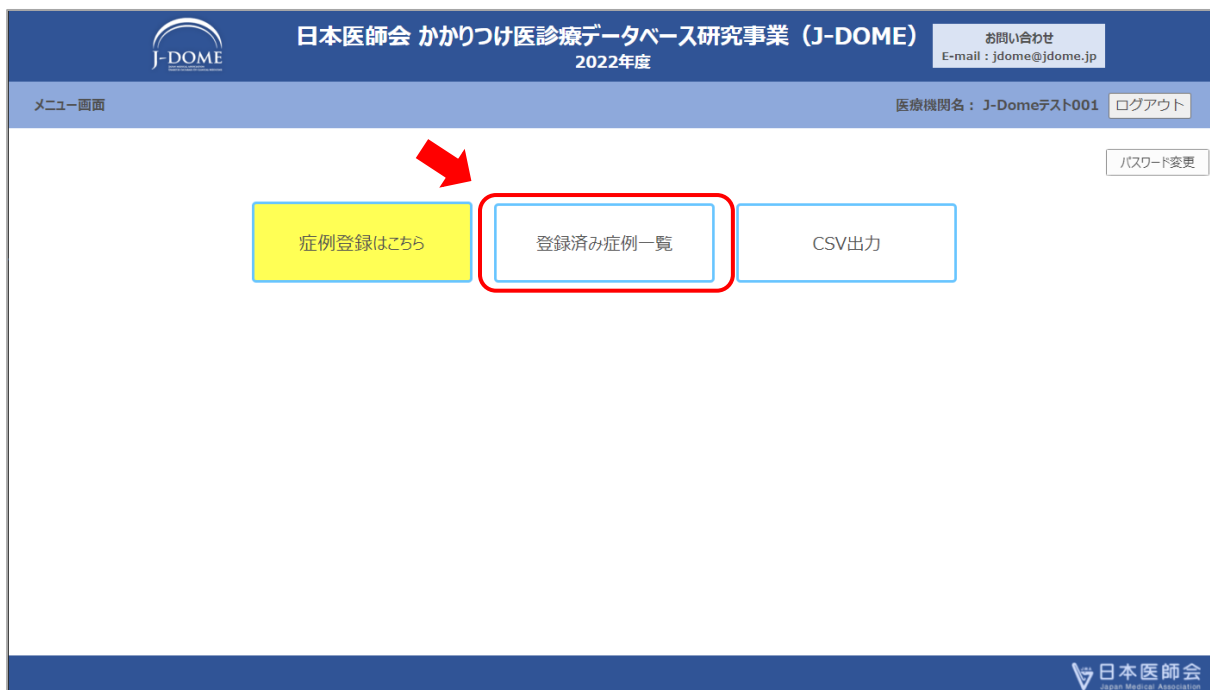 J-DOME
日本医師会 かかりつけ医診療データベース研究事業（J-DOME）
2022年度
お問い合わせ
E-mail：jdome@jdome.jp
メニュー画面
医療機関名： J-Domeテスト001
ログアウト
パスワード変更
症例登録はこちら
登録済み症例一覧
CSV出力
日本医師会
Japan Medical Association